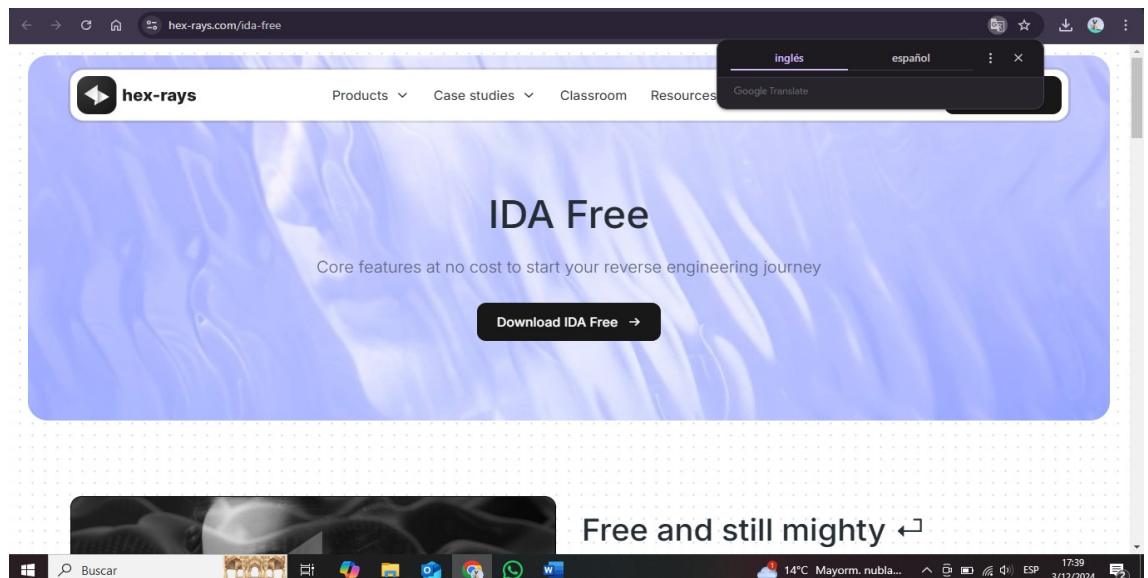 hex-rays.com/ida-free
inglés español
Google Translate
hex-rays Products Case studies Classroom Resources
IDA Free
Core features at no cost to start your reverse engineering journey
Download IDA Free →
Free and still mighty ↵
Buscar
1
14°C Mayorm. nubla... ESP 17:39
3/12/2024
2